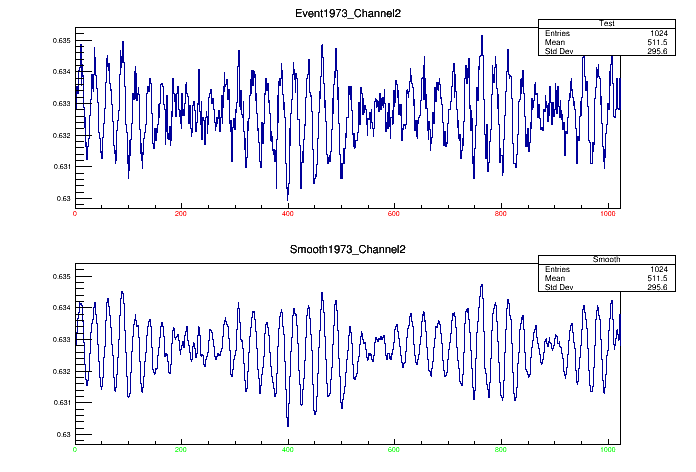 Event1973_Channel2
Test
Entries 1024
Mean 511.5
Std Dev 295.6
0.635
0.634
0.633
0.632
0.631
0.63
0 200 400 600 800 1000
Smooth1973_Channel2
Smooth
Entries 1024
Mean 511.5
Std Dev 295.6
0.635
0.634
0.633
0.632
0.631
0.63
0 200 400 600 800 1000